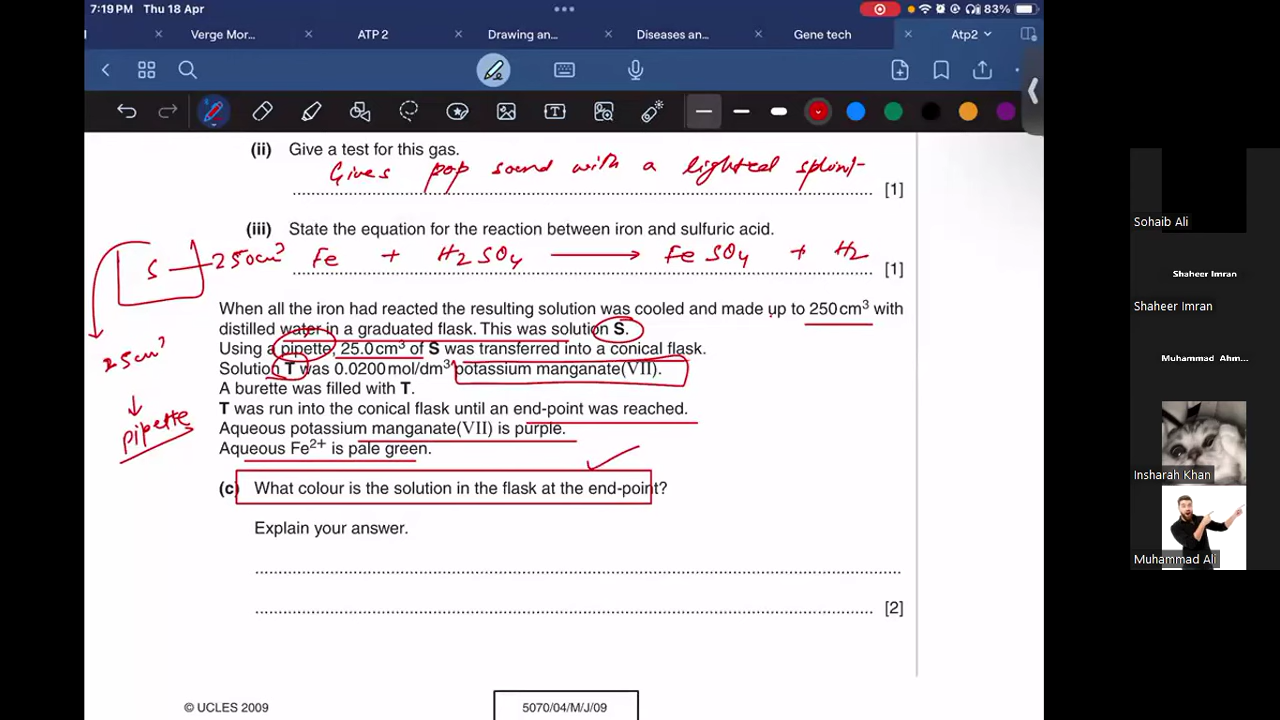 7:19 PM Thu 18 Apr
83%
Verge Mor...
ATP 2
Drawing an...
Diseases an...
Gene tech
Atp2
(ii) Give a test for this gas.
Gives pop sound with a lighted splint
[1]
(iii) State the equation for the reaction between iron and sulfuric acid.
Fe + H2SO4 → FeSO4 + H2
[1]
S 250cm³
When all the iron had reacted the resulting solution was cooled and made up to 250 cm³ with
distilled water in a graduated flask. This was solution S.
Using a pipette, 25.0 cm³ of S was transferred into a conical flask.
Solution T was 0.0200 mol/dm³ potassium manganate(VII).
A burette was filled with T.
T was run into the conical flask until an end-point was reached.
Aqueous potassium manganate(VII) is purple.
Aqueous Fe²⁺ is pale green.
25cm³
pipette
(c) What colour is the solution in the flask at the end-point?
Explain your answer.
[2]
© UCLES 2009
5070/04/M/J/09
Sohaib Ali
Shaheer Imran
Shaheer Imran
Muhammad Ahm...
Insharah Khan
Muhammad Ali